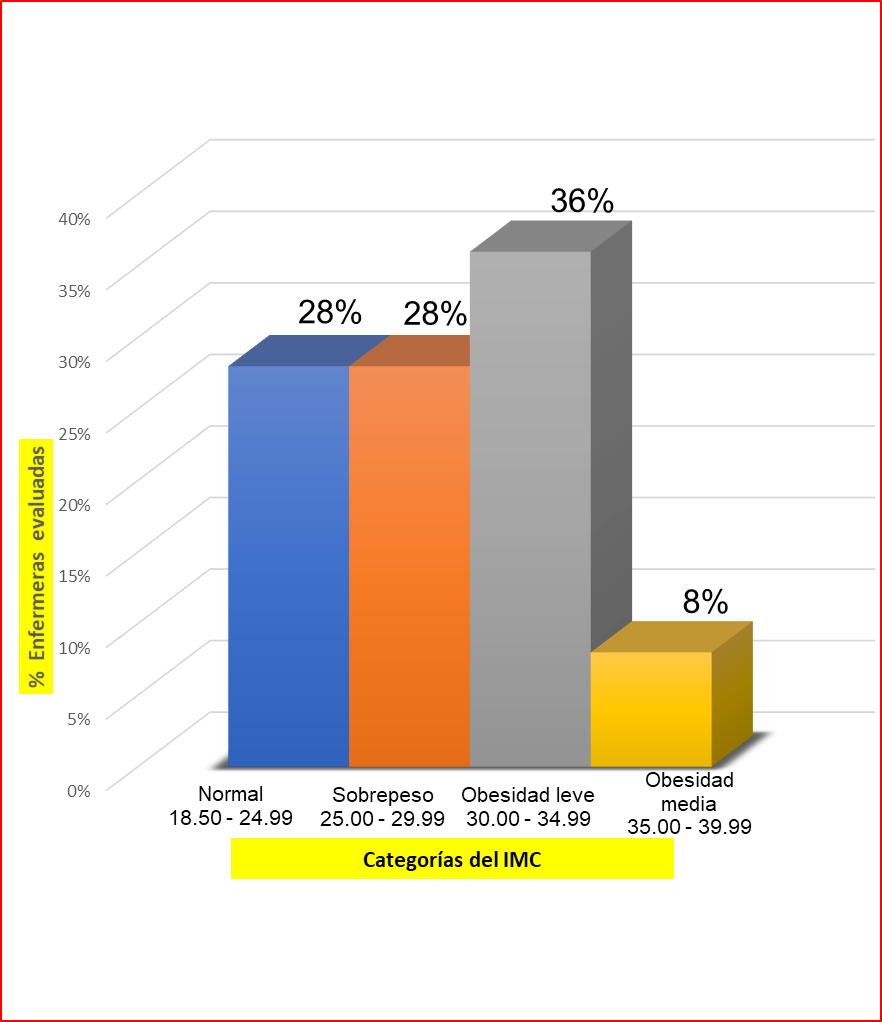 36%
28%
28%
8%
40%
35%
30%
25%
20%
15%
10%
5%
0%
% Enfermeras evaluadas
Normal
18.50 - 24.99
Sobrepeso
25.00 - 29.99
Obesidad leve
30.00 - 34.99
Obesidad
media
35.00 - 39.99
Categorías del IMC